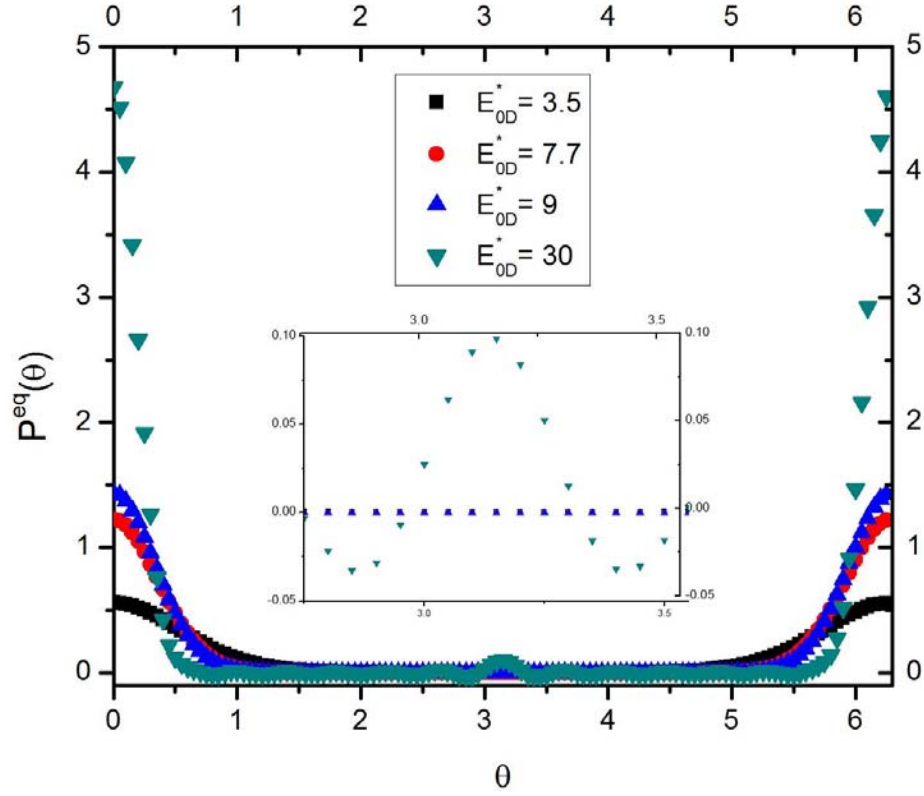 0 1 2 3 4 5 6
5 5
E*0D = 3.5
E*0D = 7.7
4 4
E*0D = 9
E*0D = 30
3 3
3.0 3.5
0.10 0.10
Peq(θ)
2 0.05 0.05 2
0.00 0.00
1 1
-0.05 -0.05
3.0 3.5
0 0
0 1 2 3 4 5 6
θ